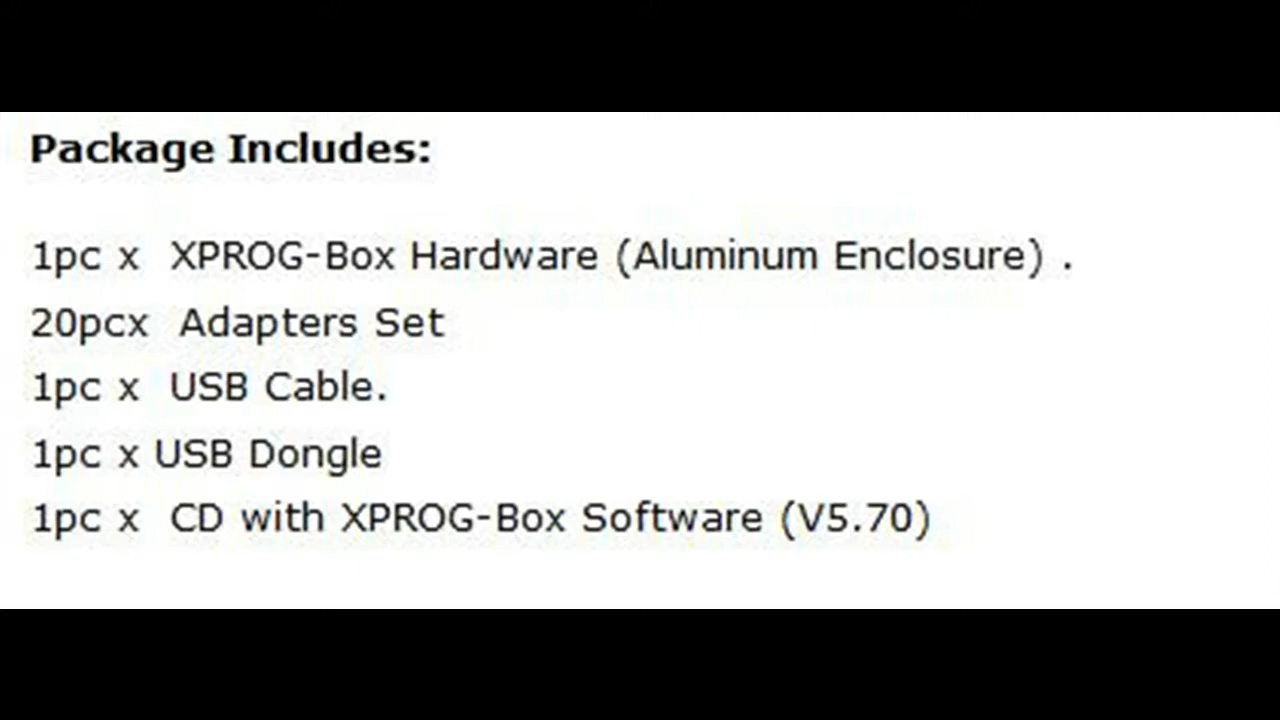 Package Includes:
1pc x XPROG-Box Hardware (Aluminum Enclosure) .
20pcx Adapters Set
1pc x USB Cable.
1pc x USB Dongle
1pc x CD with XPROG-Box Software (V5.70)